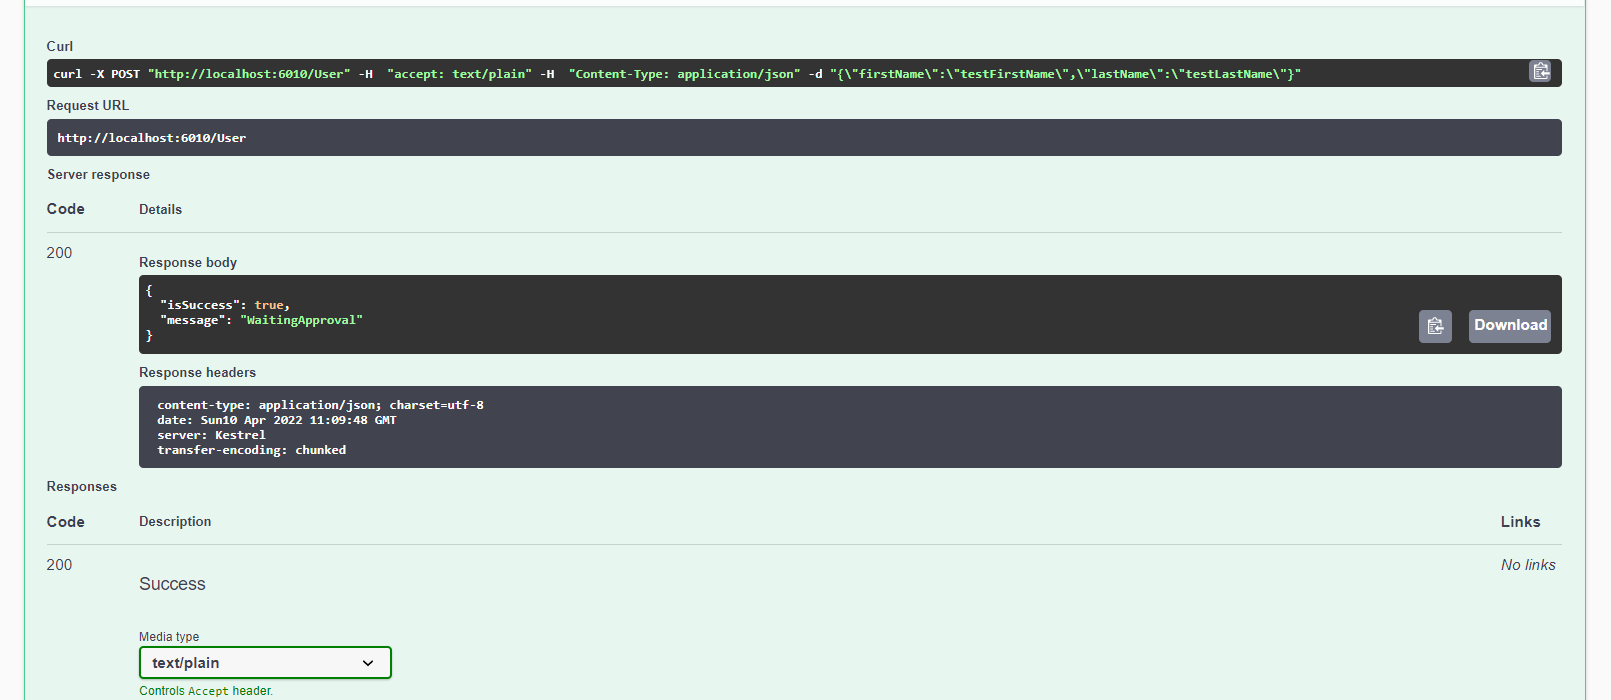 Curl
curl -X POST "http://localhost:6010/User" -H  "accept: text/plain" -H  "Content-Type: application/json" -d "{\"firstName\":\"testFirstName\",\"lastName\":\"testLastName\"}"
Request URL
http://localhost:6010/User
Server response
Code Details
200
Response body
{
  "isSuccess": true,
  "message": "WaitingApproval"
}
Download
Response headers
content-type: application/json; charset=utf-8
date: Sun10 Apr 2022 11:09:48 GMT
server: Kestrel
transfer-encoding: chunked
Responses
Code Description Links
200 No links
Success
Media type
text/plain
Controls Accept header.